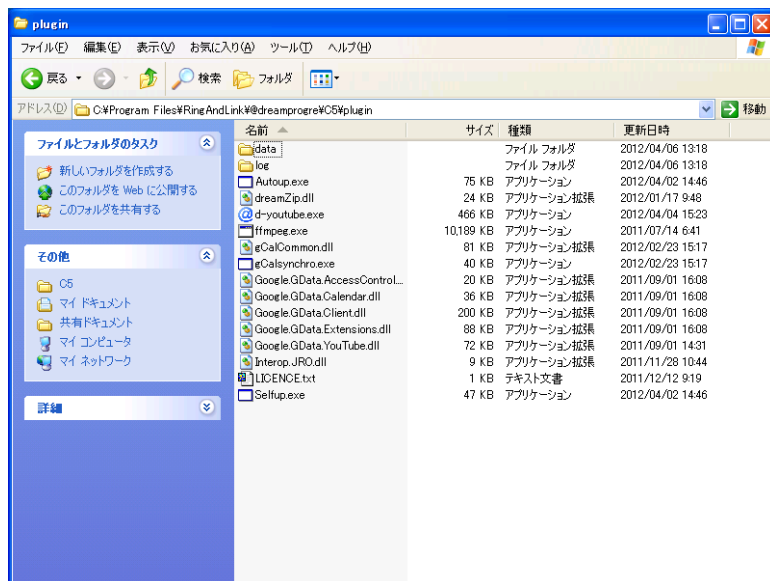 plugin
ファイル(F) 編集(E) 表示(V) お気に入り(A) ツール(T) ヘルプ(H)
戻る 検索 フォルダ
アドレス(D) C:¥Program Files¥RingAndLink¥@dreamprogre¥C5¥plugin 移動
ファイルとフォルダのタスク
新しいフォルダを作成する
このフォルダを Web に公開する
このフォルダを共有する
その他
C5
マイ ドキュメント
共有ドキュメント
マイ コンピュータ
マイ ネットワーク
詳細
名前 サイズ 種類 更新日時
data ファイル フォルダ 2012/04/06 13:18
log ファイル フォルダ 2012/04/06 13:18
Autoup.exe 75 KB アプリケーション 2012/04/02 14:46
dreamZip.dll 24 KB アプリケーション拡張 2012/01/17 9:48
d-youtube.exe 466 KB アプリケーション 2012/04/04 15:23
ffmpeg.exe 10,189 KB アプリケーション 2011/07/14 6:41
gCalCommon.dll 81 KB アプリケーション拡張 2012/02/23 15:17
gCalsynchro.exe 40 KB アプリケーション 2012/02/23 15:17
Google.GData.AccessControl... 20 KB アプリケーション拡張 2011/09/01 16:08
Google.GData.Calendar.dll 36 KB アプリケーション拡張 2011/09/01 16:08
Google.GData.Client.dll 200 KB アプリケーション拡張 2011/09/01 16:08
Google.GData.Extensions.dll 88 KB アプリケーション拡張 2011/09/01 16:08
Google.GData.YouTube.dll 72 KB アプリケーション拡張 2011/09/01 14:31
Interop.JRO.dll 9 KB アプリケーション拡張 2011/11/28 10:44
LICENCE.txt 1 KB テキスト文書 2011/12/12 9:19
Selfup.exe 47 KB アプリケーション 2012/04/02 14:46